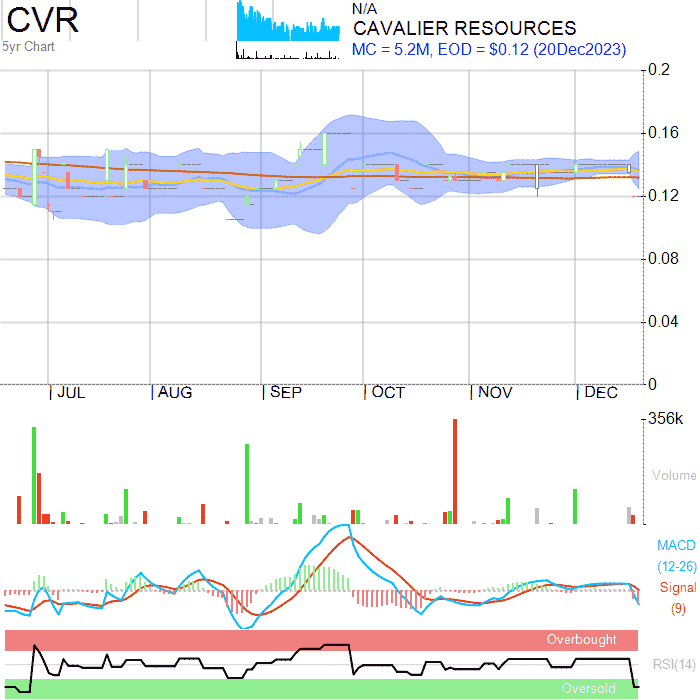 CVR
5yr Chart
N/A
CAVALIER RESOURCES
MC = 5.2M, EOD = $0.12 (20Dec2023)
0.2
0.16
0.12
0.08
0.04
0
JUL AUG SEP OCT NOV DEC
356k
Volume
MACD
(12-26)
Signal
(9)
Overbought
RSI(14)
Oversold